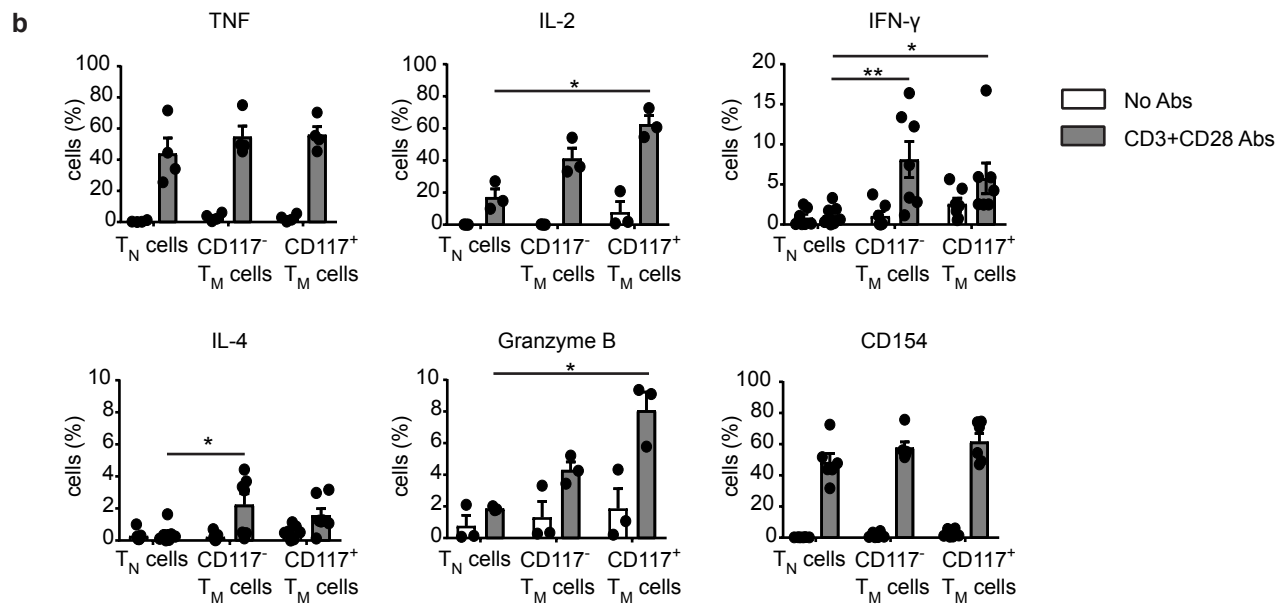 b
TNF
cells (%)
100
80
60
40
20
0
T_N cells
CD117⁻
T_M cells
CD117⁺
T_M cells
IL-2
cells (%)
100
80
60
40
20
0
*
T_N cells
CD117⁻
T_M cells
CD117⁺
T_M cells
IFN-γ
cells (%)
20
15
10
5
0
*
**
T_N cells
CD117⁻
T_M cells
CD117⁺
T_M cells
No Abs
CD3+CD28 Abs
IL-4
cells (%)
10
8
6
4
2
0
*
T_N cells
CD117⁻
T_M cells
CD117⁺
T_M cells
Granzyme B
cells (%)
10
8
6
4
2
0
*
T_N cells
CD117⁻
T_M cells
CD117⁺
T_M cells
CD154
cells (%)
100
80
60
40
20
0
T_N cells
CD117⁻
T_M cells
CD117⁺
T_M cells